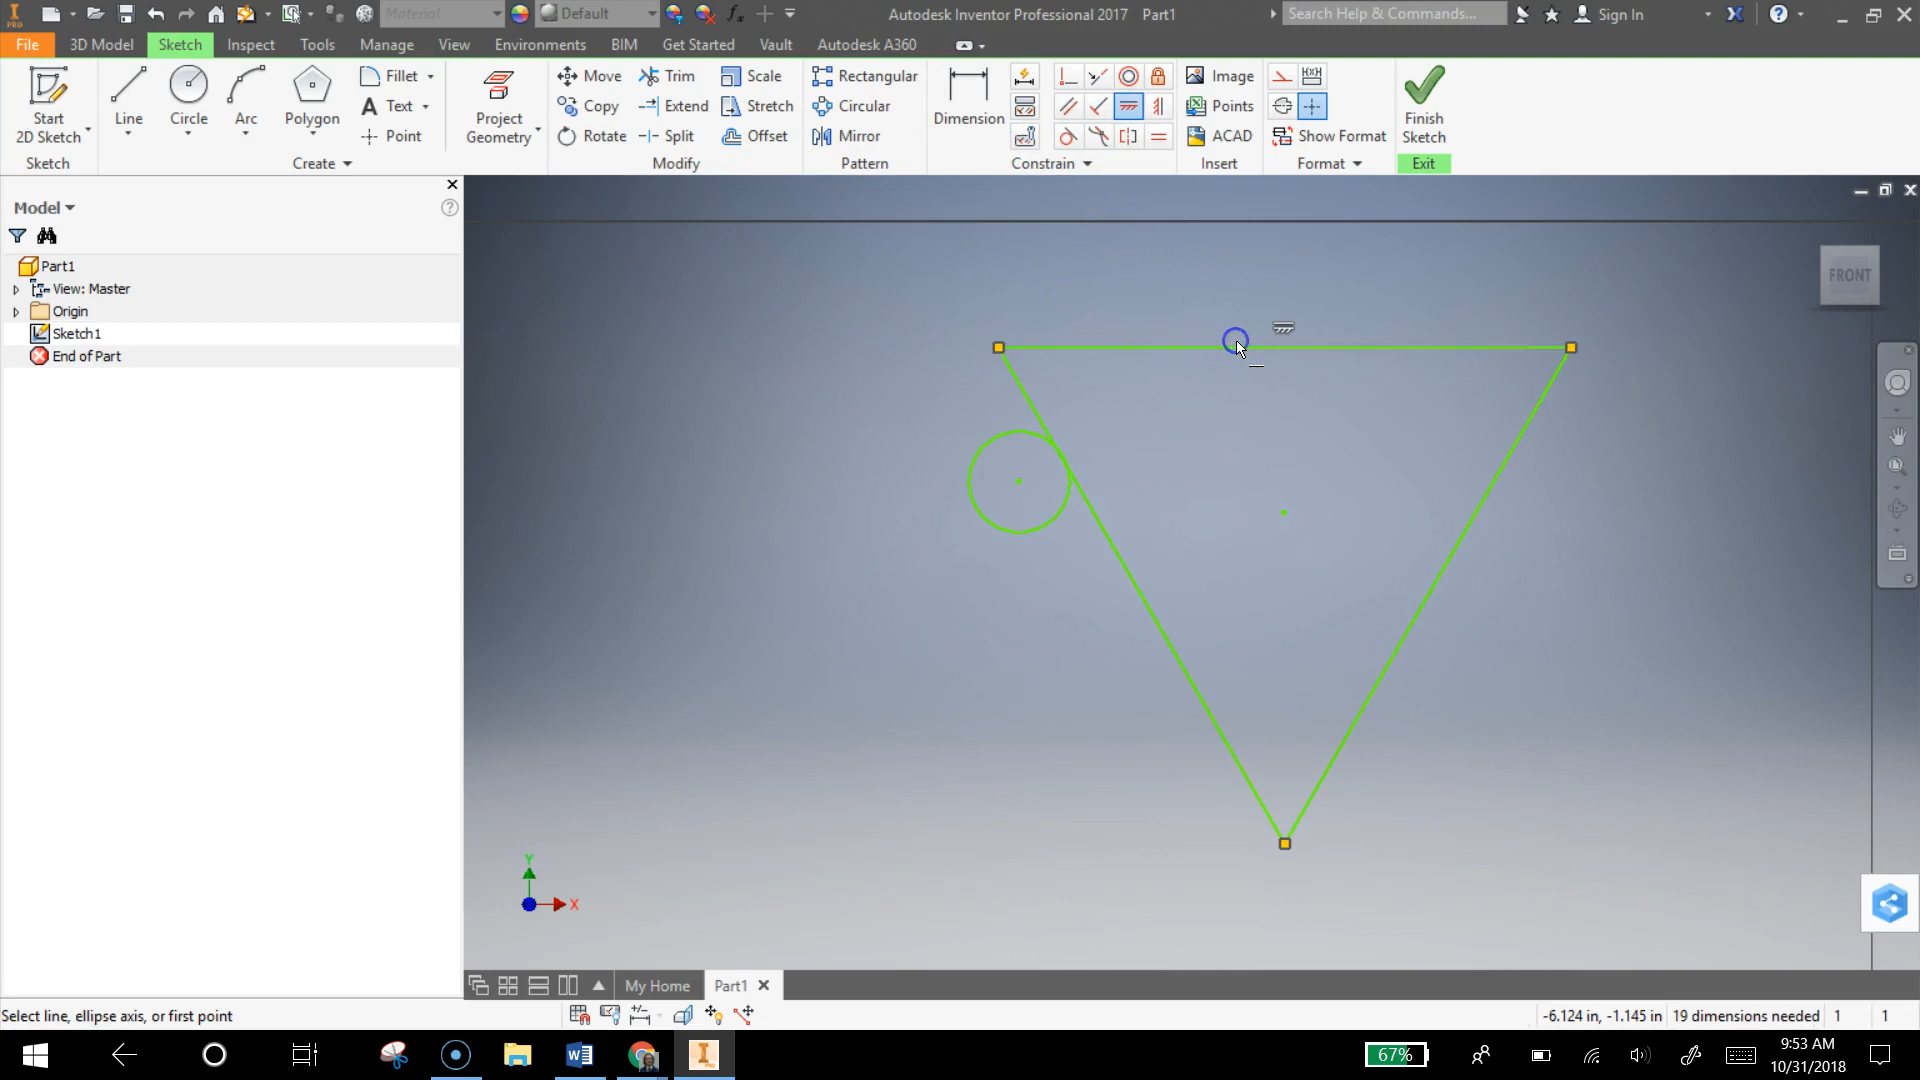 PRO
Material
Default
Autodesk Inventor Professional 2017 Part1
Search Help & Commands...
Sign In
File 3D Model Sketch Inspect Tools Manage View Environments BIM Get Started Vault Autodesk A360
Start
2D Sketch
Line
Circle
Arc
Polygon
Fillet
Text
Point
Project
Geometry
Move
Copy
Rotate
Trim
Extend
Split
Scale
Stretch
Offset
Rectangular
Circular
Mirror
Dimension
Image
Points
ACAD
Show Format
Finish
Sketch
Sketch Create Modify Pattern Constrain Insert Format Exit
Model
Part1
View: Master
Origin
Sketch1
End of Part
FRONT
Y
X
My Home Part1
Select line, ellipse axis, or first point
-6.124 in, -1.145 in 19 dimensions needed 1 1
67%
9:53 AM
10/31/2018